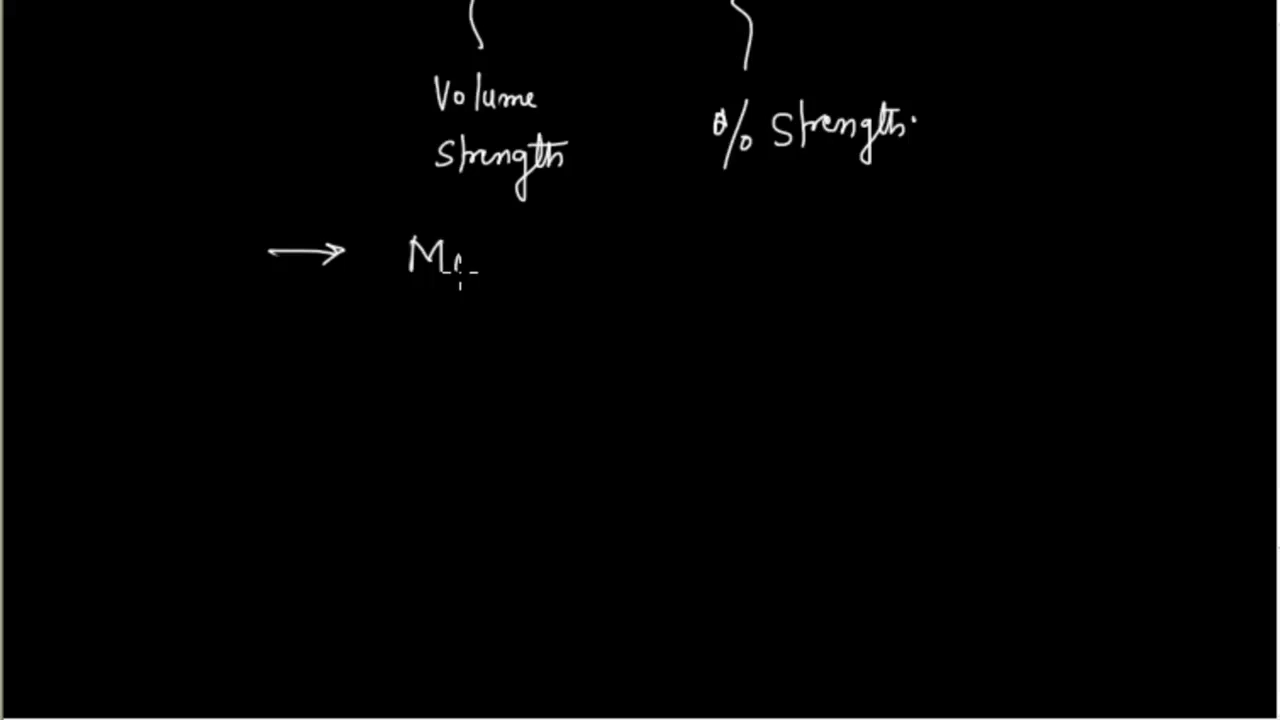 Volume
Strength
% Strength.
→ M